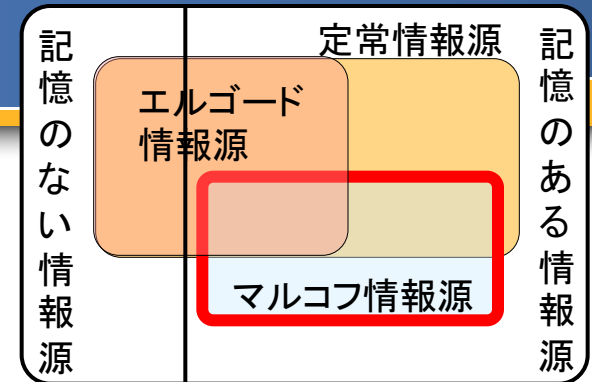 記憶のない情報源
定常情報源
エルゴード
情報源
マルコフ情報源
記憶のある情報源